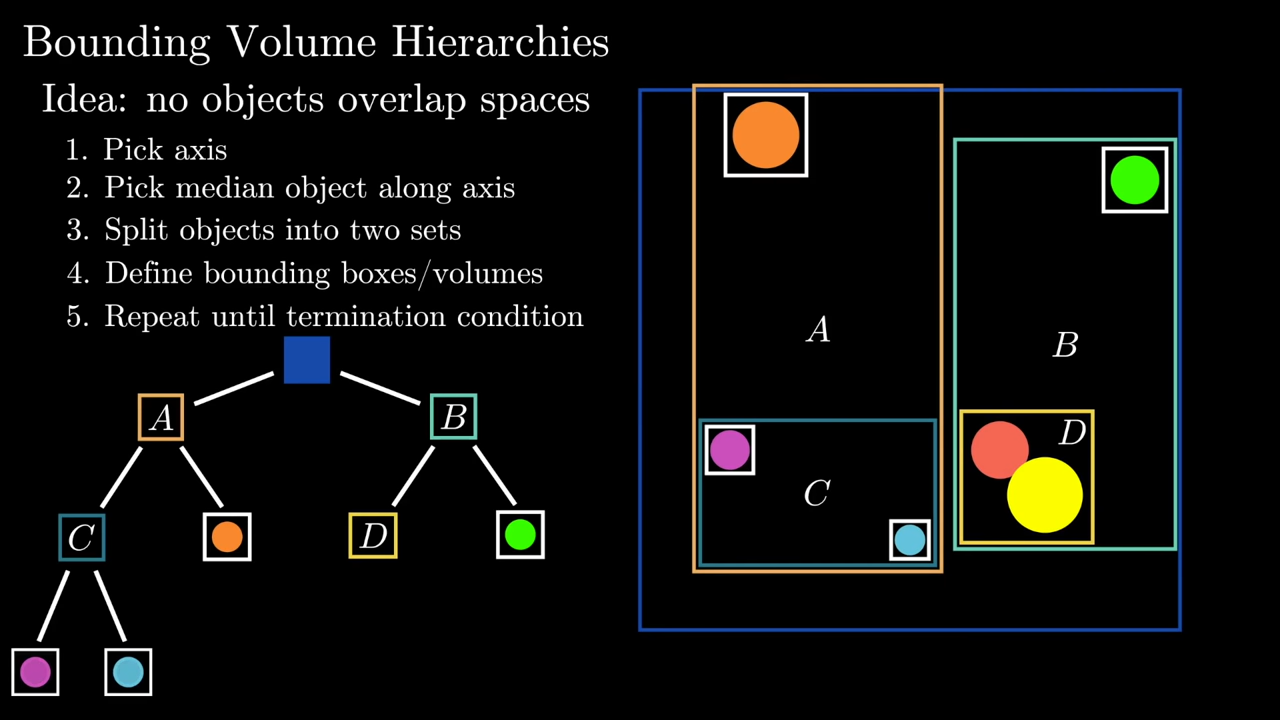 Bounding Volume Hierarchies
Idea: no objects overlap spaces
1. Pick axis
2. Pick median object along axis
3. Split objects into two sets
4. Define bounding boxes/volumes
5. Repeat until termination condition
A
B
C
D
A
B
C
D